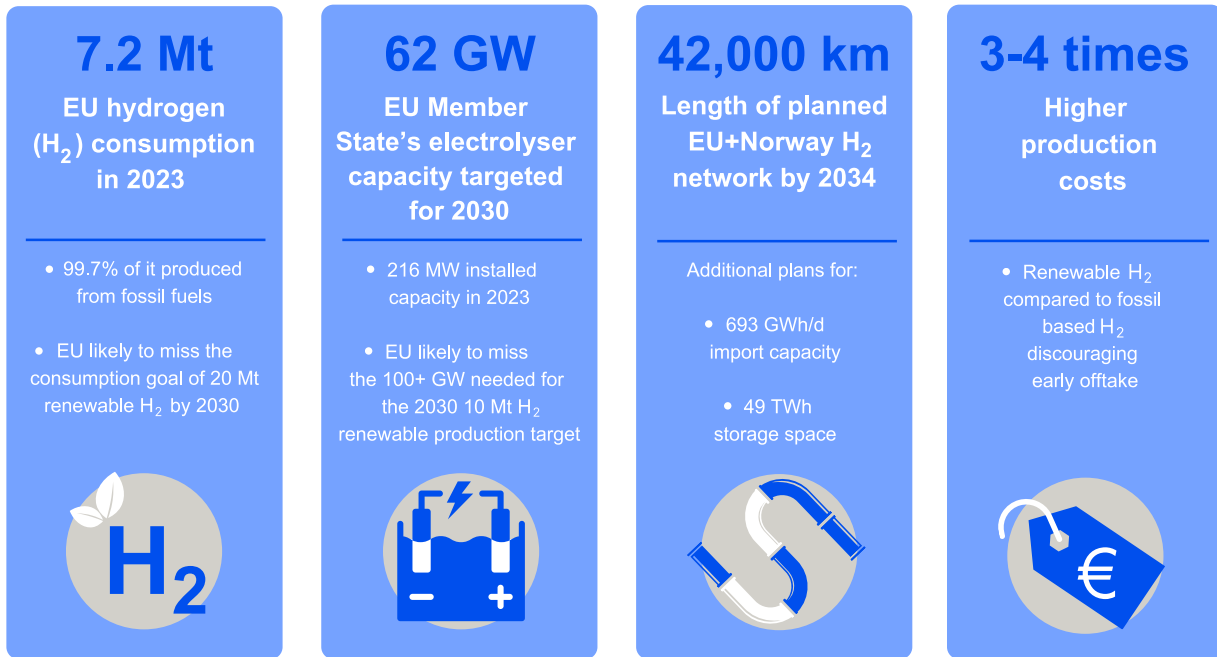 7.2 Mt
EU hydrogen
(H₂) consumption
in 2023
• 99.7% of it produced
from fossil fuels
• EU likely to miss the
consumption goal of 20 Mt
renewable H₂ by 2030
H₂
62 GW
EU Member
State's electrolyser
capacity targeted
for 2030
• 216 MW installed
capacity in 2023
• EU likely to miss
the 100+ GW needed for
the 2030 10 Mt H₂
renewable production target
− +
42,000 km
Length of planned
EU+Norway H₂
network by 2034
Additional plans for:
• 693 GWh/d
import capacity
• 49 TWh
storage space
3-4 times
Higher
production
costs
• Renewable H₂
compared to fossil
based H₂
discouraging
early offtake
€